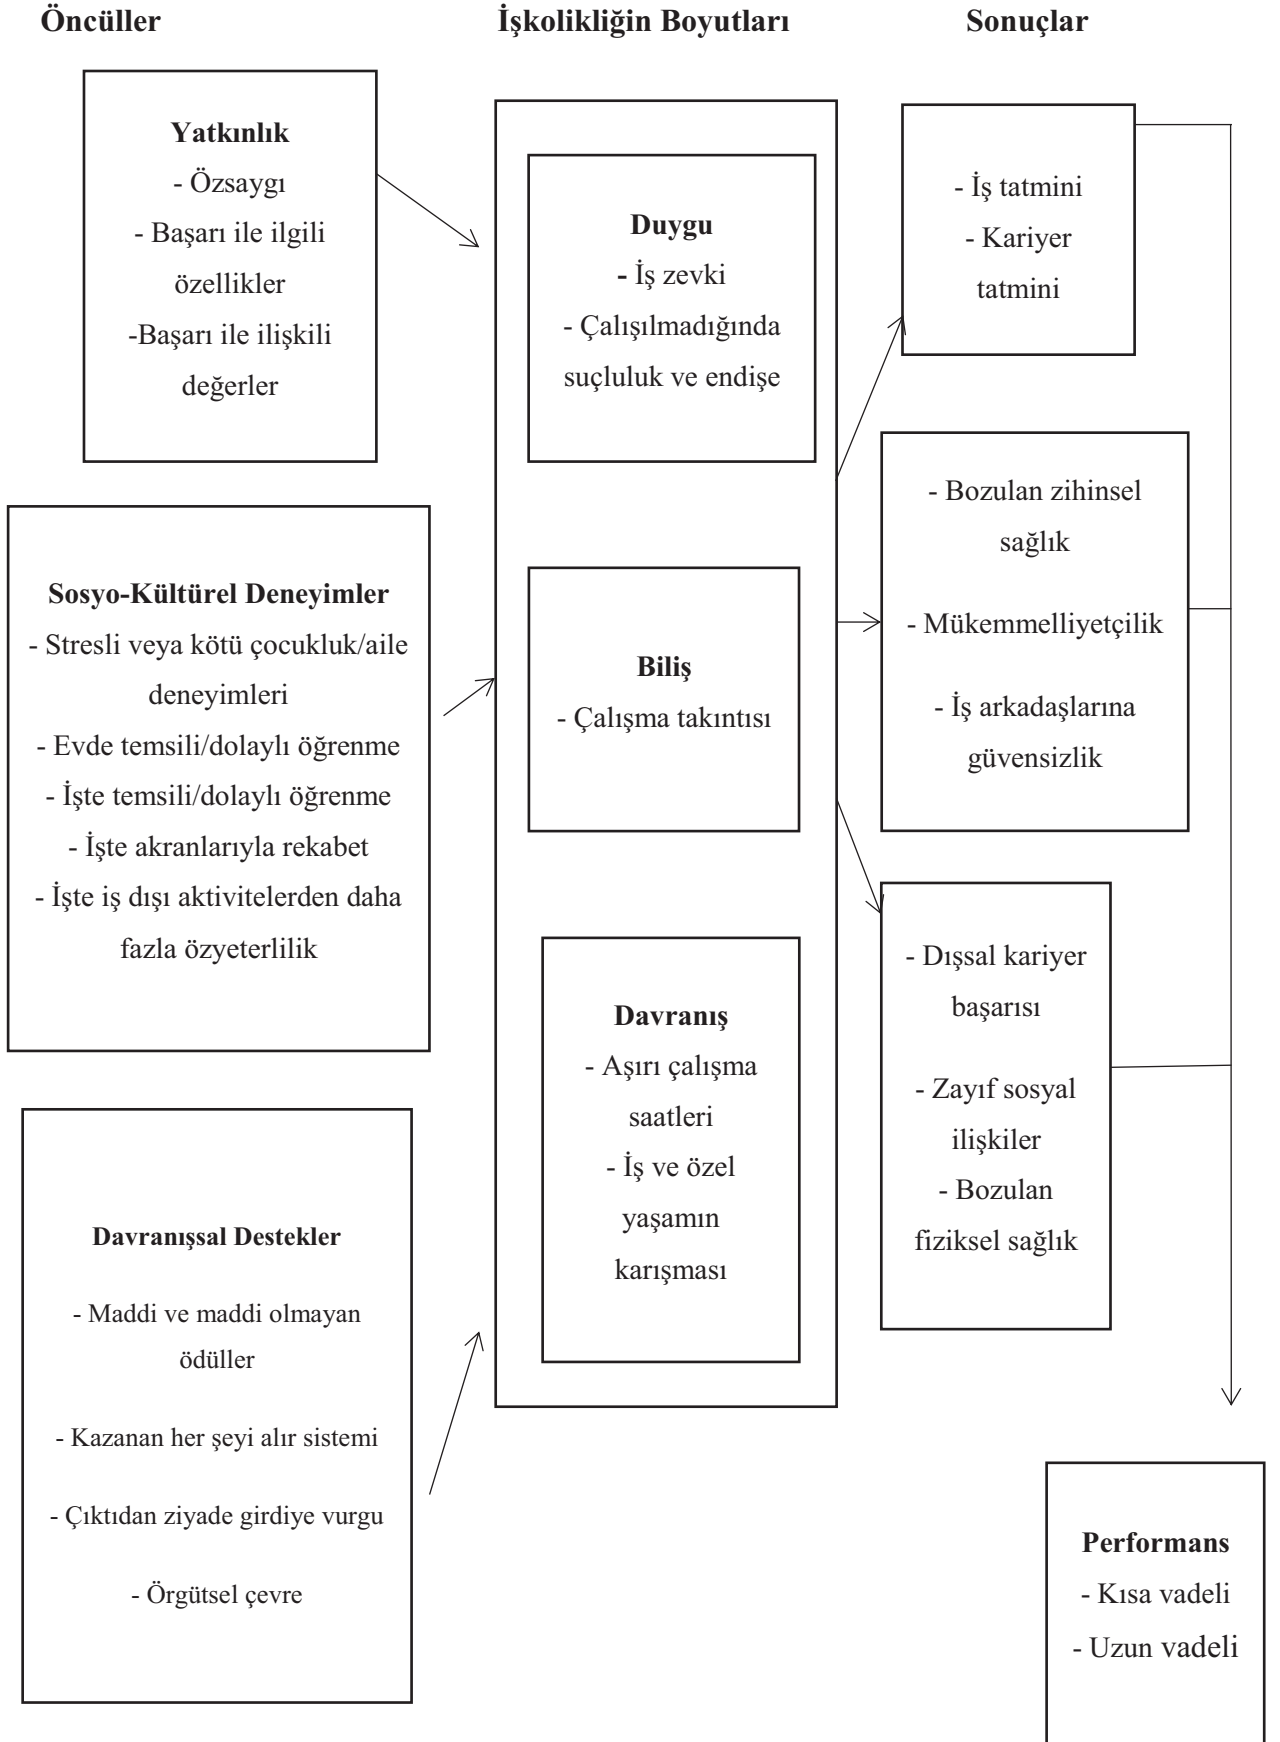 Öncüller
İşkolikliğin Boyutları
Sonuçlar
Yatkınlık
- Özsaygı
- Başarı ile ilgili
özellikler
-Başarı ile ilişkili
değerler
Sosyo-Kültürel Deneyimler
- Stresli veya kötü çocukluk/aile
deneyimleri
- Evde temsili/dolaylı öğrenme
- İşte temsili/dolaylı öğrenme
- İşte akranlarıyla rekabet
- İşte iş dışı aktivitelerden daha
fazla özyeterlilik
Davranışsal Destekler
- Maddi ve maddi olmayan
ödüller
- Kazanan her şeyi alır sistemi
- Çıktıdan ziyade girdiye vurgu
- Örgütsel çevre
Duygu
- İş zevki
- Çalışılmadığında
suçluluk ve endişe
Biliş
- Çalışma takıntısı
Davranış
- Aşırı çalışma
saatleri
- İş ve özel
yaşamın
karışması
- İş tatmini
- Kariyer
tatmini
- Bozulan zihinsel
sağlık
- Mükemmelliyetçilik
- İş arkadaşlarına
güvensizlik
- Dışsal kariyer
başarısı
- Zayıf sosyal
ilişkiler
- Bozulan
fiziksel sağlık
Performans
- Kısa vadeli
- Uzun vadeli